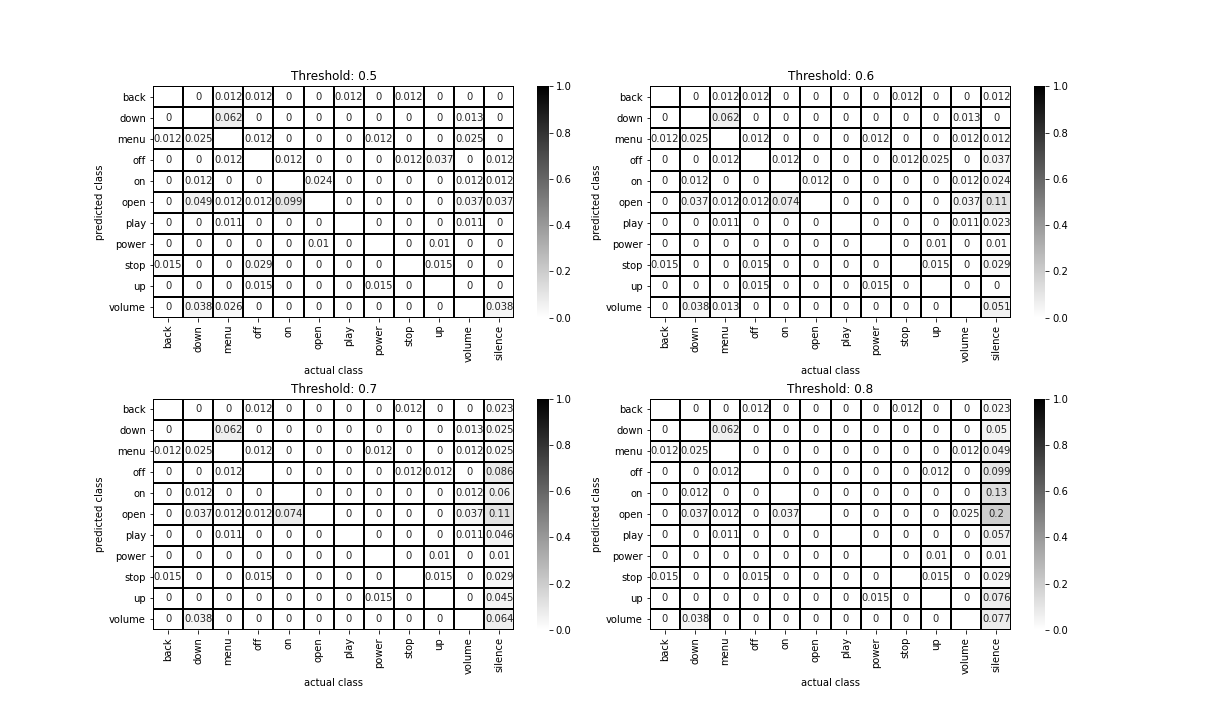 Threshold: 0.5
back 0 0.012 0.012 0 0 0.012 0 0.012 0 0 0
down 0 0.062 0 0 0 0 0 0 0 0.013 0
menu 0.012 0.025 0.012 0 0 0 0.012 0 0 0.025 0
off 0 0 0.012 0.012 0 0 0 0.012 0.037 0 0.012
on 0 0.012 0 0 0.024 0 0 0 0 0.012 0.012
open 0 0.049 0.012 0.012 0.099 0 0 0 0 0.037 0.037
play 0 0 0.011 0 0 0 0 0 0 0.011 0
power 0 0 0 0 0 0.01 0 0 0.01 0 0
stop 0.015 0 0 0.029 0 0 0 0 0.015 0 0
up 0 0 0 0.015 0 0 0 0.015 0 0 0
volume 0 0.038 0.026 0 0 0 0 0 0 0 0.038
back down menu off on open play power stop up volume silence
actual class
predicted class
1.0
0.8
0.6
0.4
0.2
0.0
Threshold: 0.6
back 0 0.012 0.012 0 0 0 0 0.012 0 0 0.012
down 0 0.062 0 0 0 0 0 0 0 0.013 0
menu 0.012 0.025 0.012 0 0 0 0.012 0 0 0.012 0.012
off 0 0 0.012 0.012 0 0 0 0.012 0.025 0 0.037
on 0 0.012 0 0 0.012 0 0 0 0 0.012 0.024
open 0 0.037 0.012 0.012 0.074 0 0 0 0 0.037 0.11
play 0 0 0.011 0 0 0 0 0 0 0.011 0.023
power 0 0 0 0 0 0 0 0 0.01 0 0.01
stop 0.015 0 0 0.015 0 0 0 0 0.015 0 0.029
up 0 0 0 0.015 0 0 0 0.015 0 0 0
volume 0 0.038 0.013 0 0 0 0 0 0 0 0.051
back down menu off on open play power stop up volume silence
actual class
predicted class
1.0
0.8
0.6
0.4
0.2
0.0
Threshold: 0.7
back 0 0 0.012 0 0 0 0 0.012 0 0 0.023
down 0 0.062 0 0 0 0 0 0 0 0.013 0.025
menu 0.012 0.025 0.012 0 0 0 0.012 0 0 0.012 0.025
off 0 0 0.012 0 0 0 0 0.012 0.012 0 0.086
on 0 0.012 0 0 0 0 0 0 0 0.012 0.06
open 0 0.037 0.012 0.012 0.074 0 0 0 0 0.037 0.11
play 0 0 0.011 0 0 0 0 0 0 0.011 0.046
power 0 0 0 0 0 0 0 0 0.01 0 0.01
stop 0.015 0 0 0.015 0 0 0 0 0.015 0 0.029
up 0 0 0 0 0 0 0 0.015 0 0 0.045
volume 0 0.038 0 0 0 0 0 0 0 0 0.064
back down menu off on open play power stop up volume silence
actual class
predicted class
1.0
0.8
0.6
0.4
0.2
0.0
Threshold: 0.8
back 0 0 0.012 0 0 0 0 0.012 0 0 0.023
down 0 0.062 0 0 0 0 0 0 0 0 0.05
menu 0.012 0.025 0 0 0 0 0 0 0 0.012 0.049
off 0 0 0.012 0 0 0 0 0 0.012 0 0.099
on 0 0.012 0 0 0 0 0 0 0 0 0.13
open 0 0.037 0.012 0 0.037 0 0 0 0 0.025 0.2
play 0 0 0.011 0 0 0 0 0 0 0 0.057
power 0 0 0 0 0 0 0 0 0.01 0 0.01
stop 0.015 0 0 0.015 0 0 0 0 0.015 0 0.029
up 0 0 0 0 0 0 0 0.015 0 0 0.076
volume 0 0.038 0 0 0 0 0 0 0 0 0.077
back down menu off on open play power stop up volume silence
actual class
predicted class
1.0
0.8
0.6
0.4
0.2
0.0